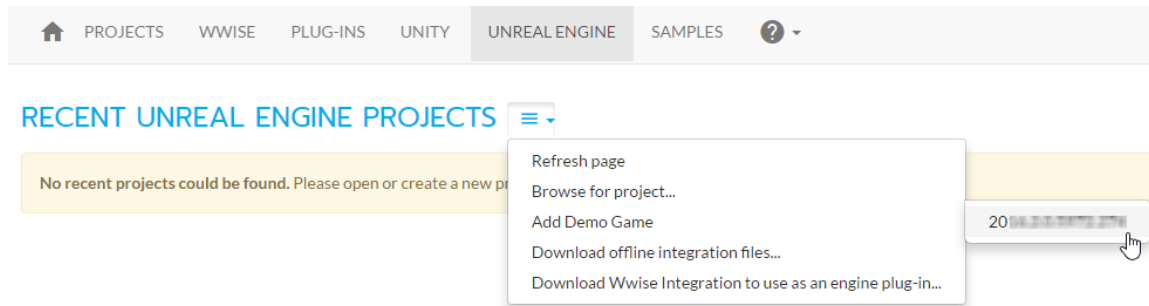 PROJECTS WWISE PLUG-INS UNITY UNREAL ENGINE SAMPLES ?
RECENT UNREAL ENGINE PROJECTS
No recent projects could be found. Please open or create a new pr
Refresh page
Browse for project...
Add Demo Game
20
Download offline integration files...
Download Wwise Integration to use as an engine plug-in...